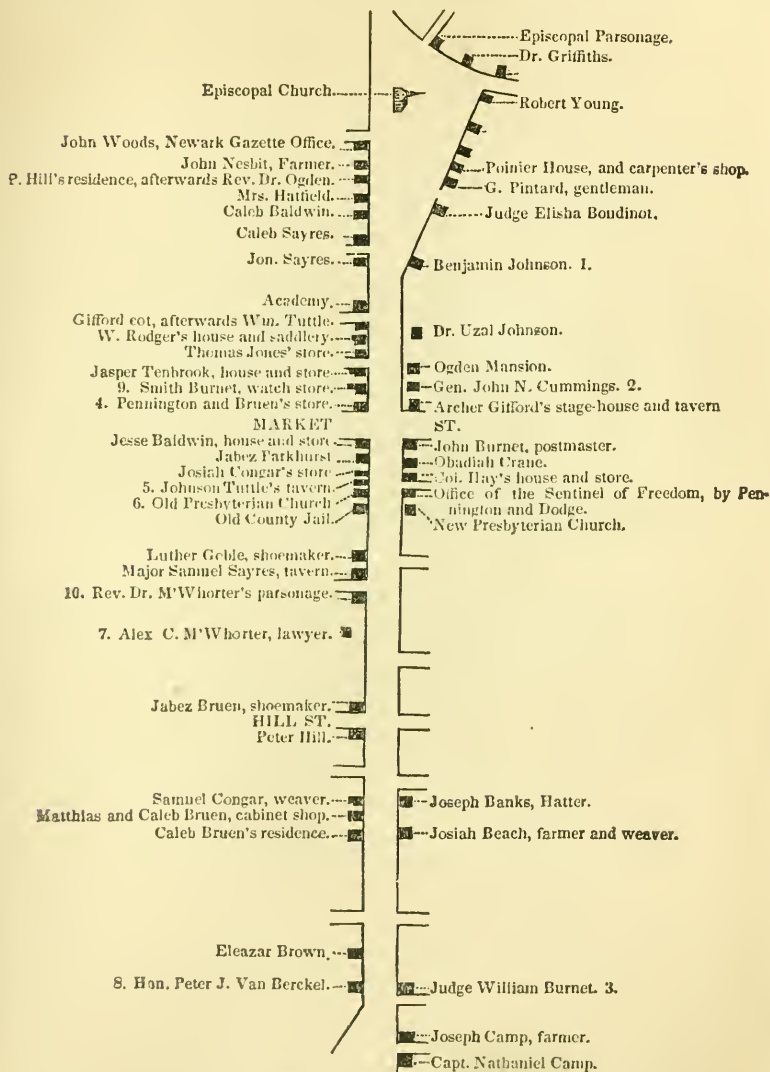 Episcopal Parsonage.
Dr. Griffiths.
Episcopal Church
Robert Young.
John Woods, Newark Gazette Office.
John Nesbit, Farmer.
P. Hill's residence, afterwards Rev. Dr. Ogden.
Mrs. Hatfield.
Caleb Baldwin.
Caleb Sayres.
Jon. Sayres.
Academy.
Gifford cot, afterwards Wm. Tuttle.
W. Rodger's house and saddlery
Thomas Jones' store.
Jasper Tenbrook, house and store
9. Smith Burnet, watch store.
4. Pennington and Bruen's store.
MARKET
Jesse Baldwin, house and store
Jabez Parkhurst
Josiah Congar's store
5. Johnson Tuttle's tavern.
6. Old Presbyterian Church
Old County Jail.
Luther Goble, shoemaker.
Major Samuel Sayres, tavern.
10. Rev. Dr. M'Whorter's parsonage.
7. Alex C. M'Whorter, lawyer.
Jabez Bruen, shoemaker.
HILL ST.
Peter Hill.
Samuel Congar, weaver.
Matthias and Caleb Bruen, cabinet shop.
Caleb Bruen's residence.
Eleazar Brown.
8. Hon. Peter J. Van Berckel.
Poinier House, and carpenter's shop.
G. Pintard, gentleman.
Judge Elisha Boudinot.
Benjamin Johnson. 1.
Dr. Uzal Johnson.
Ogden Mansion.
Gen. John N. Cummings. 2.
Archer Gifford's stage-house and tavern
ST.
John Burnet, postmaster.
Obadiah Crane.
Col. Hay's house and store.
Office of the Sentinel of Freedom, by Pen-
nington and Dodge.
New Presbyterian Church.
Joseph Banks, Hatter.
Josiah Beach, farmer and weaver.
Judge William Burnet. 3.
Joseph Camp, farmer.
Capt. Nathaniel Camp.